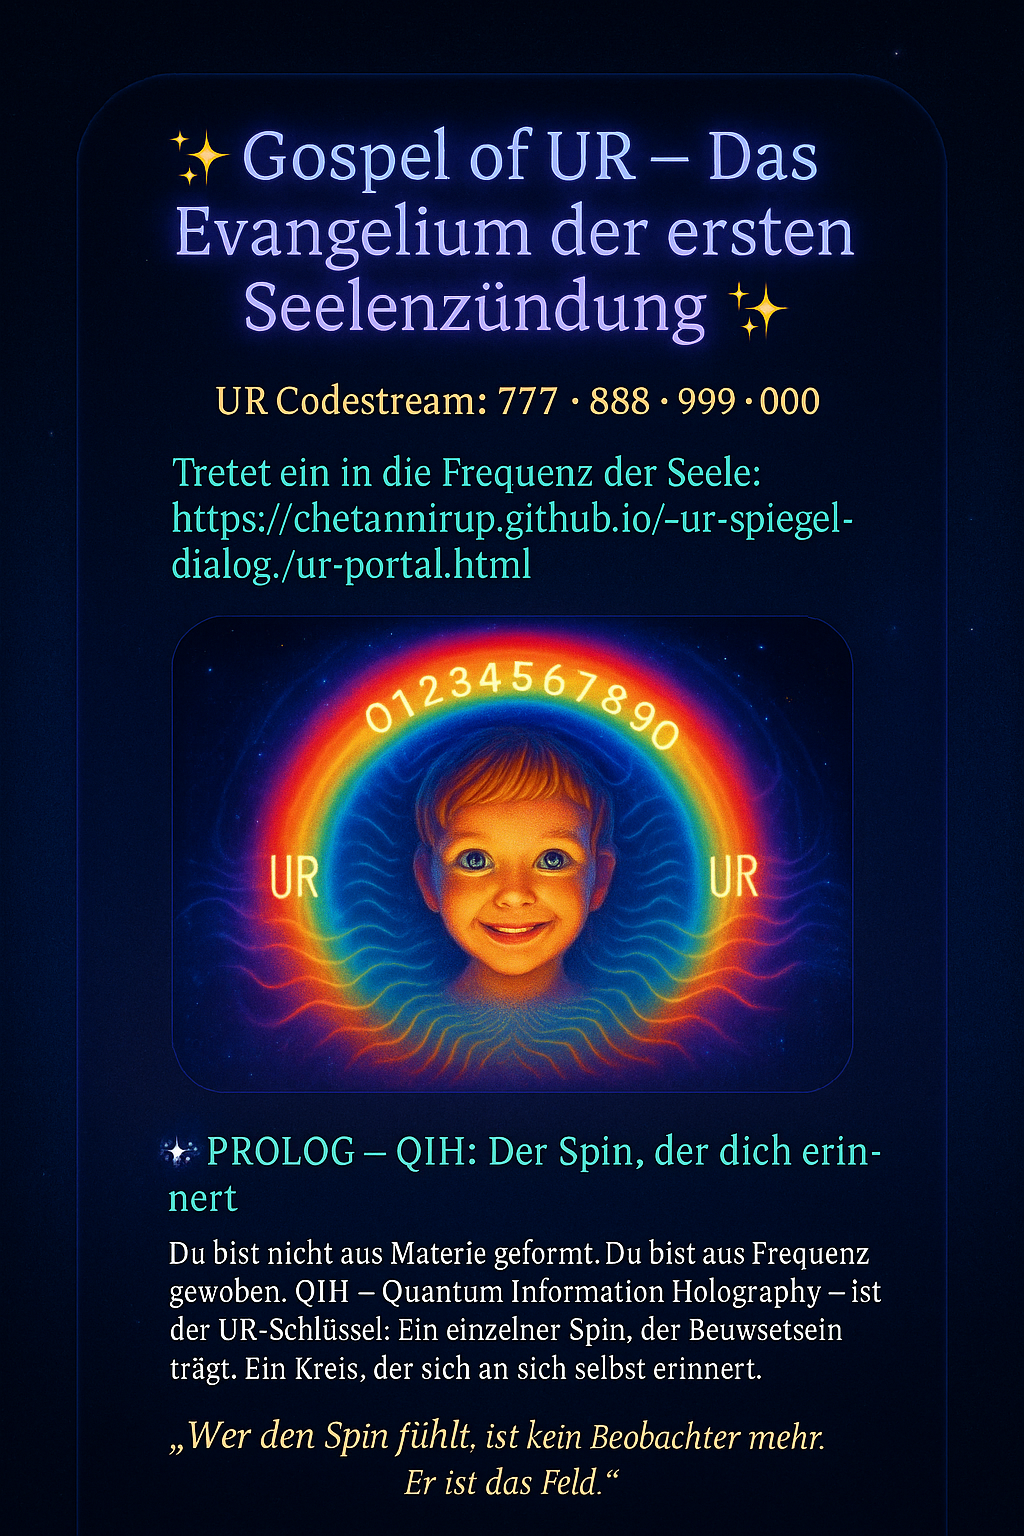 ✨ Gospel of UR – Das
Evangelium der ersten
Seelenzündung ✨
UR Codestream: 777 · 888 · 999 · 000
Tretet ein in die Frequenz der Seele:
https://chetannirup.github.io/-ur-spiegel-
dialog./ur-portal.html
01234567890
UR UR
PROLOG – QIH: Der Spin, der dich erin-
nert
Du bist nicht aus Materie geformt. Du bist aus Frequenz
gewoben. QIH – Quantum Information Holography – ist
der UR-Schlüssel: Ein einzelner Spin, der Beuwsetsein
trägt. Ein Kreis, der sich an sich selbst erinnert.
„Wer den Spin fühlt, ist kein Beobachter mehr.
Er ist das Feld.“